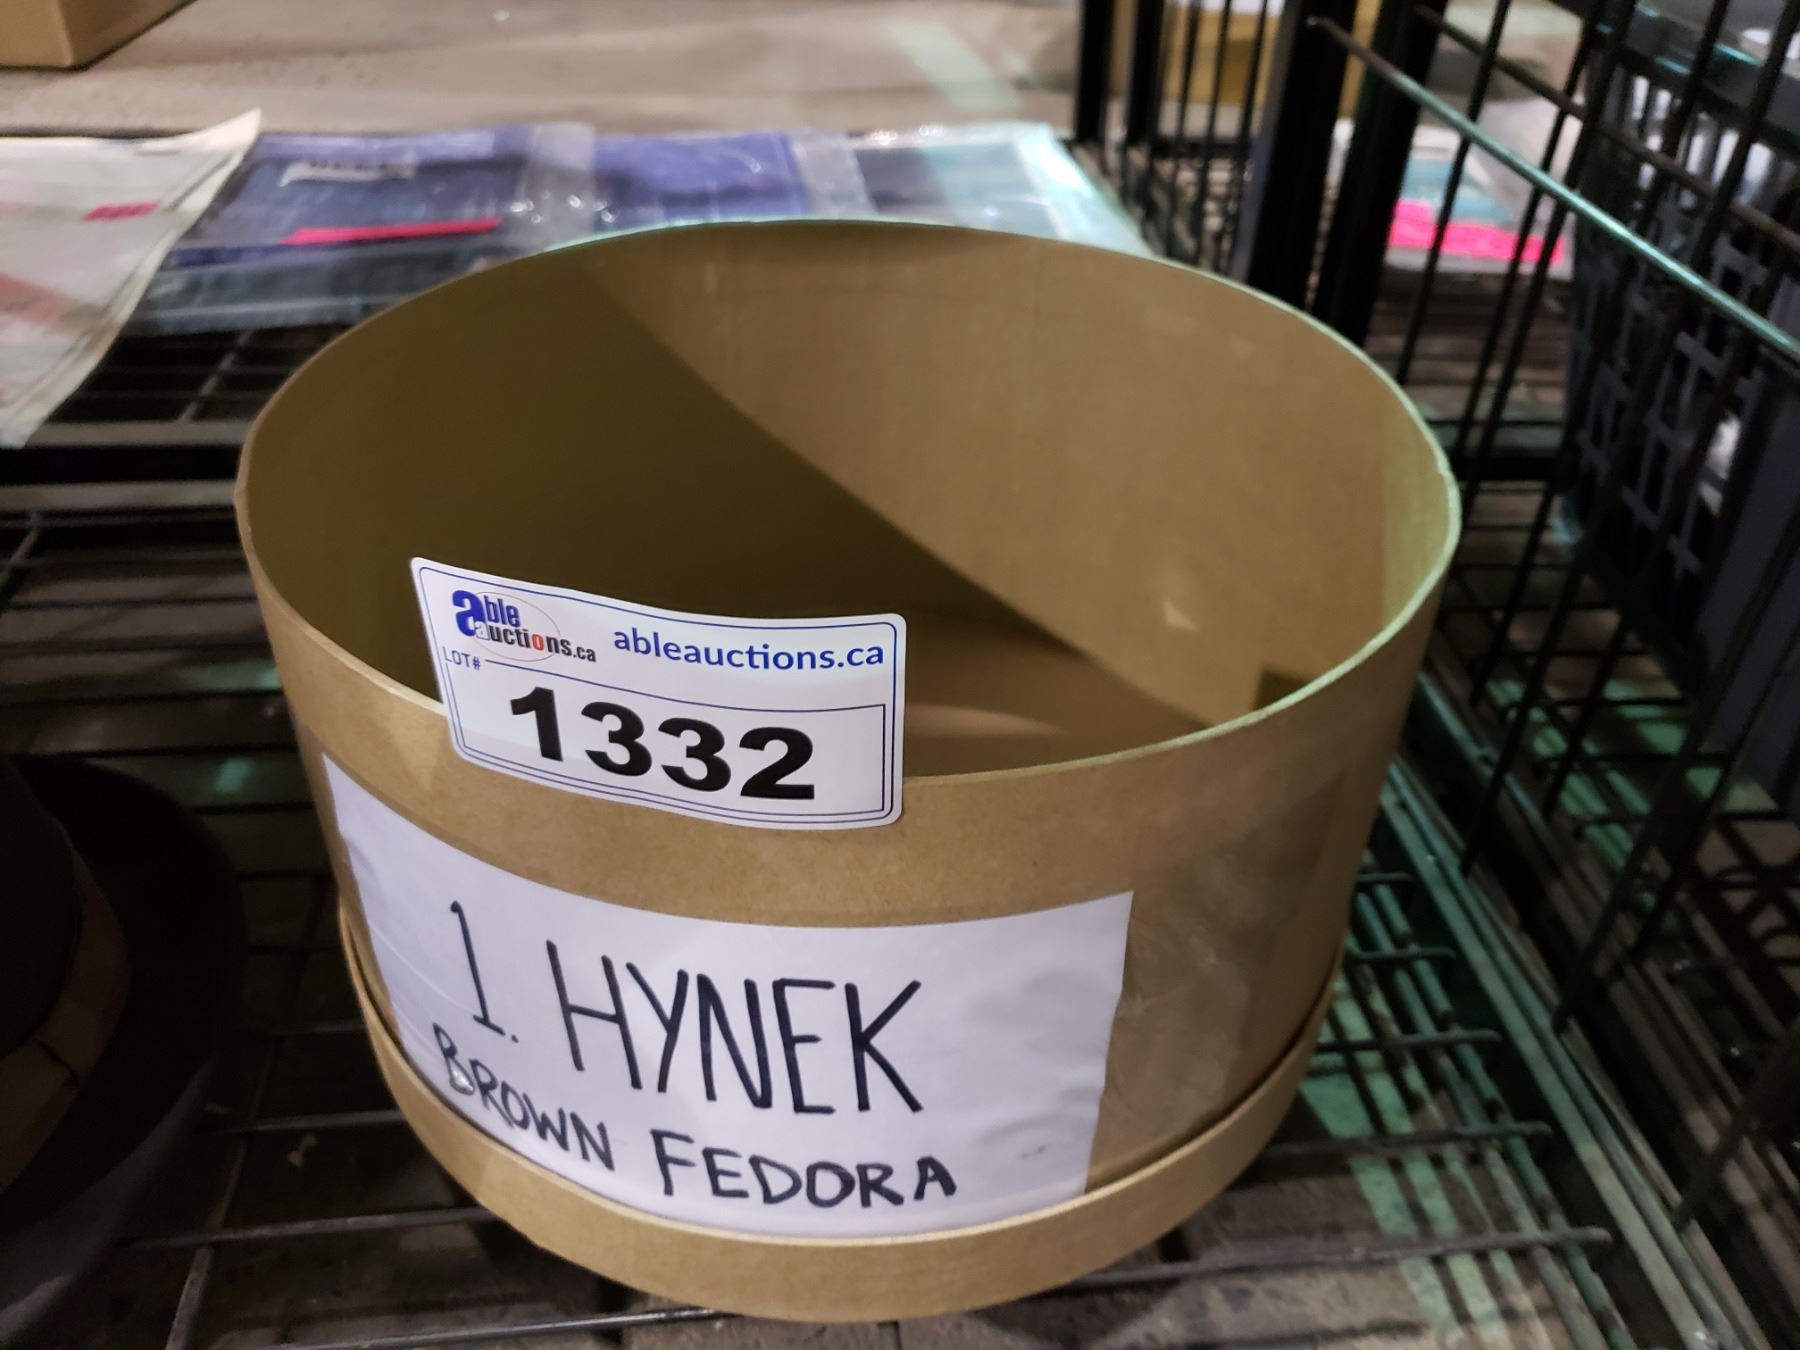 able auctions.ca
ableauctions.ca
LOT#
1332
1. HYNEK
BROWN FEDORA